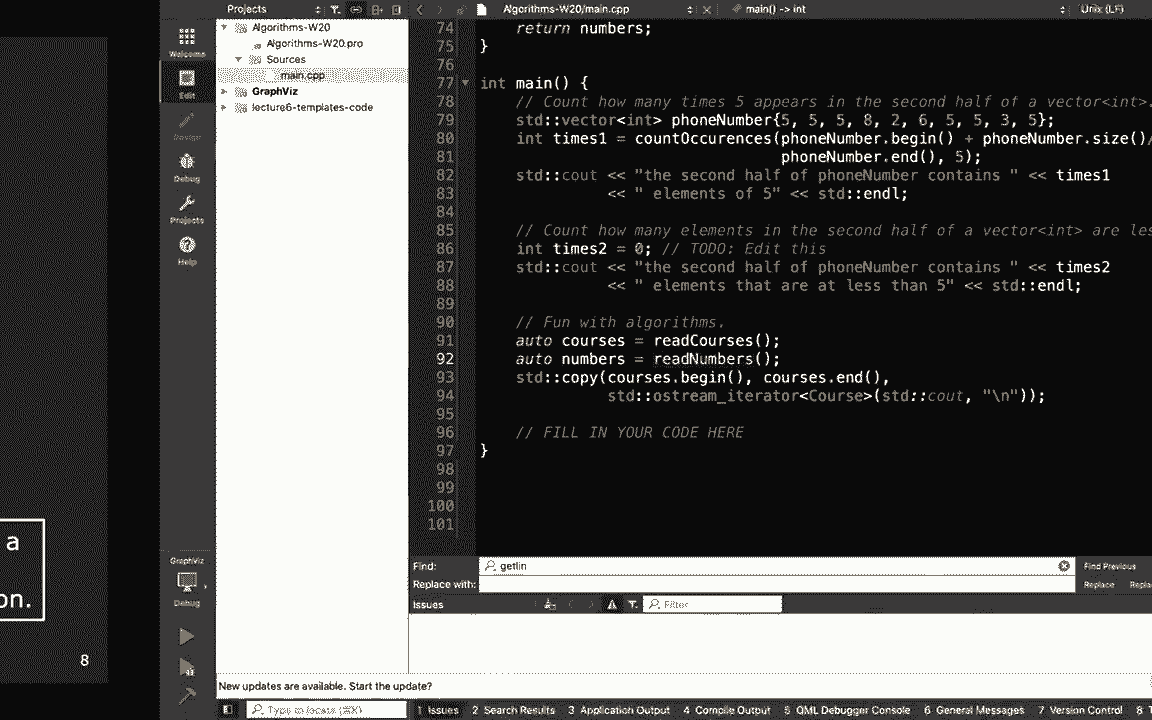 a
on.
8
Welcome
Edit
Design
Debug
Projects
Help
GraphViz
Debug
Projects
Algorithms-W20
Algorithms-W20.pro
Sources
main.cpp
GraphViz
lecture6-templates-code
Algorithms-W20/main.cpp
main() -> int
Unix (LF)
74 return numbers;
75 }
76
77 int main() {
78 // Count how many times 5 appears in the second half of a vector<int>.
79 std::vector<int> phoneNumber{5, 5, 5, 8, 2, 6, 5, 5, 3, 5};
80 int times1 = countOccurences(phoneNumber.begin() + phoneNumber.size()/
81 phoneNumber.end(), 5);
82 std::cout << "the second half of phoneNumber contains " << times1
83 << " elements of 5" << std::endl;
84
85 // Count how many elements in the second half of a vector<int> are les
86 int times2 = 0; // TODO: Edit this
87 std::cout << "the second half of phoneNumber contains " << times2
88 << " elements that are at less than 5" << std::endl;
89
90 // Fun with algorithms.
91 auto courses = readCourses();
92 auto numbers = readNumbers();
93 std::copy(courses.begin(), courses.end(),
94 std::ostream_iterator<Course>(std::cout, "\n"));
95
96 // FILL IN YOUR CODE HERE
97 }
98
99
100
101
Find: getlin
Find Previous
Replace with:
Replace
Issues
Filter
New updates are available. Start the update?
Type to locate (⌘K)
1 Issues 2 Search Results 3 Application Output 4 Compile Output 5 QML Debugger Console 6 General Messages 7 Version Control 8 T